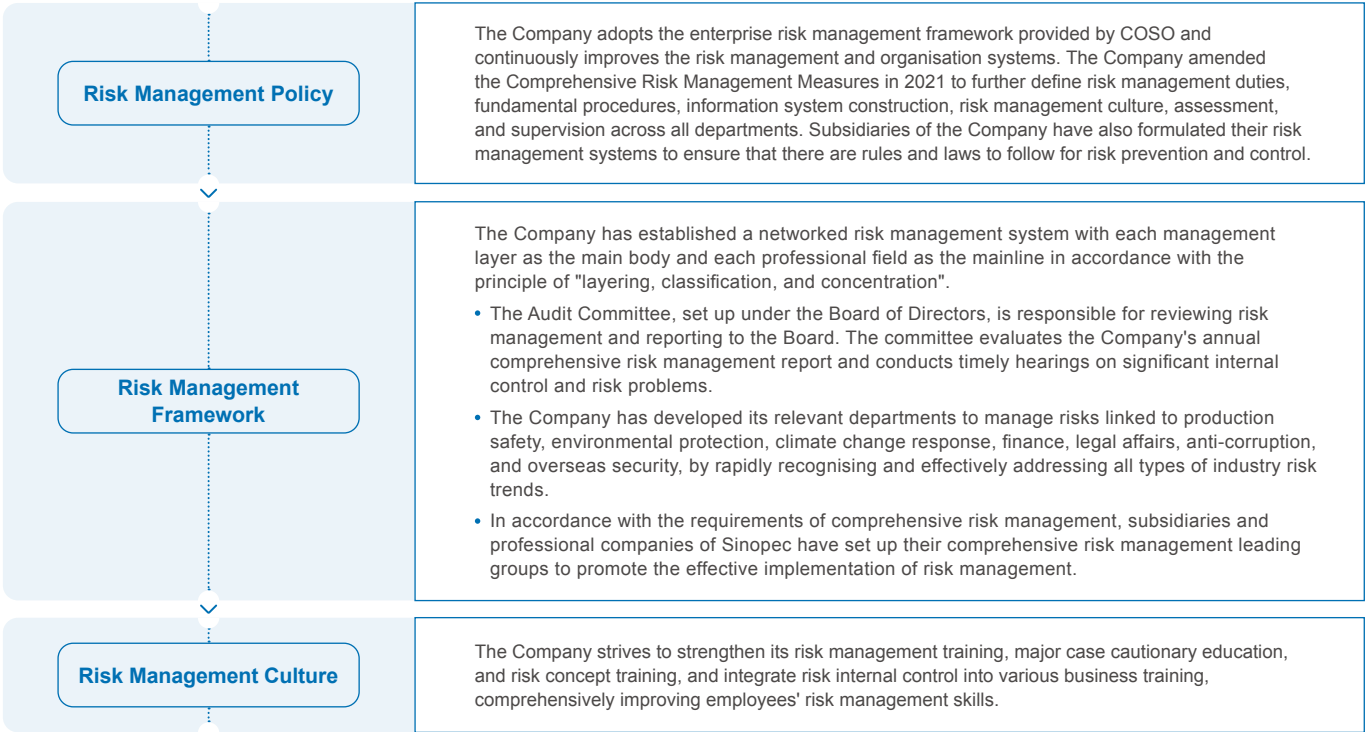 Risk Management Policy
The Company adopts the enterprise risk management framework provided by COSO and
continuously improves the risk management and organisation systems. The Company amended
the Comprehensive Risk Management Measures in 2021 to further define risk management duties,
fundamental procedures, information system construction, risk management culture, assessment,
and supervision across all departments. Subsidiaries of the Company have also formulated their risk
management systems to ensure that there are rules and laws to follow for risk prevention and control.
Risk Management
Framework
The Company has established a networked risk management system with each management
layer as the main body and each professional field as the mainline in accordance with the
principle of "layering, classification, and concentration".
• The Audit Committee, set up under the Board of Directors, is responsible for reviewing risk
management and reporting to the Board. The committee evaluates the Company's annual
comprehensive risk management report and conducts timely hearings on significant internal
control and risk problems.
• The Company has developed its relevant departments to manage risks linked to production
safety, environmental protection, climate change response, finance, legal affairs, anti-corruption,
and overseas security, by rapidly recognising and effectively addressing all types of industry risk
trends.
• In accordance with the requirements of comprehensive risk management, subsidiaries and
professional companies of Sinopec have set up their comprehensive risk management leading
groups to promote the effective implementation of risk management.
Risk Management Culture
The Company strives to strengthen its risk management training, major case cautionary education,
and risk concept training, and integrate risk internal control into various business training,
comprehensively improving employees' risk management skills.